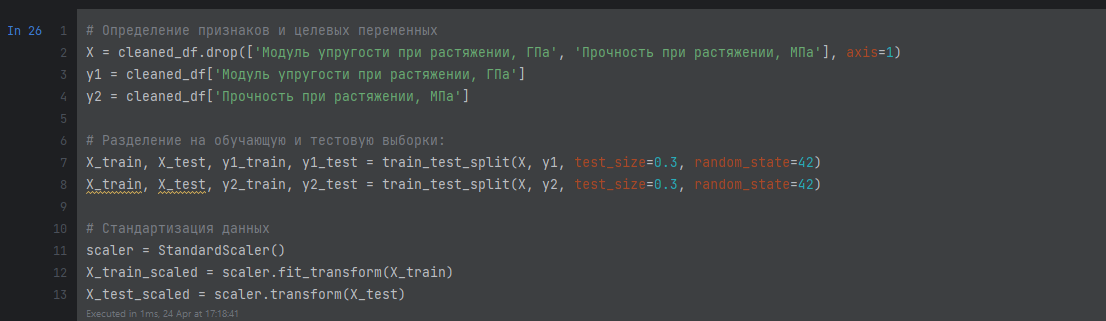 In 26
1 # Определение признаков и целевых переменных
2 X = cleaned_df.drop(['Модуль упругости при растяжении, ГПа', 'Прочность при растяжении, МПа'], axis=1)
3 y1 = cleaned_df['Модуль упругости при растяжении, ГПа']
4 y2 = cleaned_df['Прочность при растяжении, МПа']
5
6 # Разделение на обучающую и тестовую выборки:
7 X_train, X_test, y1_train, y1_test = train_test_split(X, y1, test_size=0.3, random_state=42)
8 X_train, X_test, y2_train, y2_test = train_test_split(X, y2, test_size=0.3, random_state=42)
9
10 # Стандартизация данных
11 scaler = StandardScaler()
12 X_train_scaled = scaler.fit_transform(X_train)
13 X_test_scaled = scaler.transform(X_test)
Executed in 1ms, 24 Apr at 17:18:41